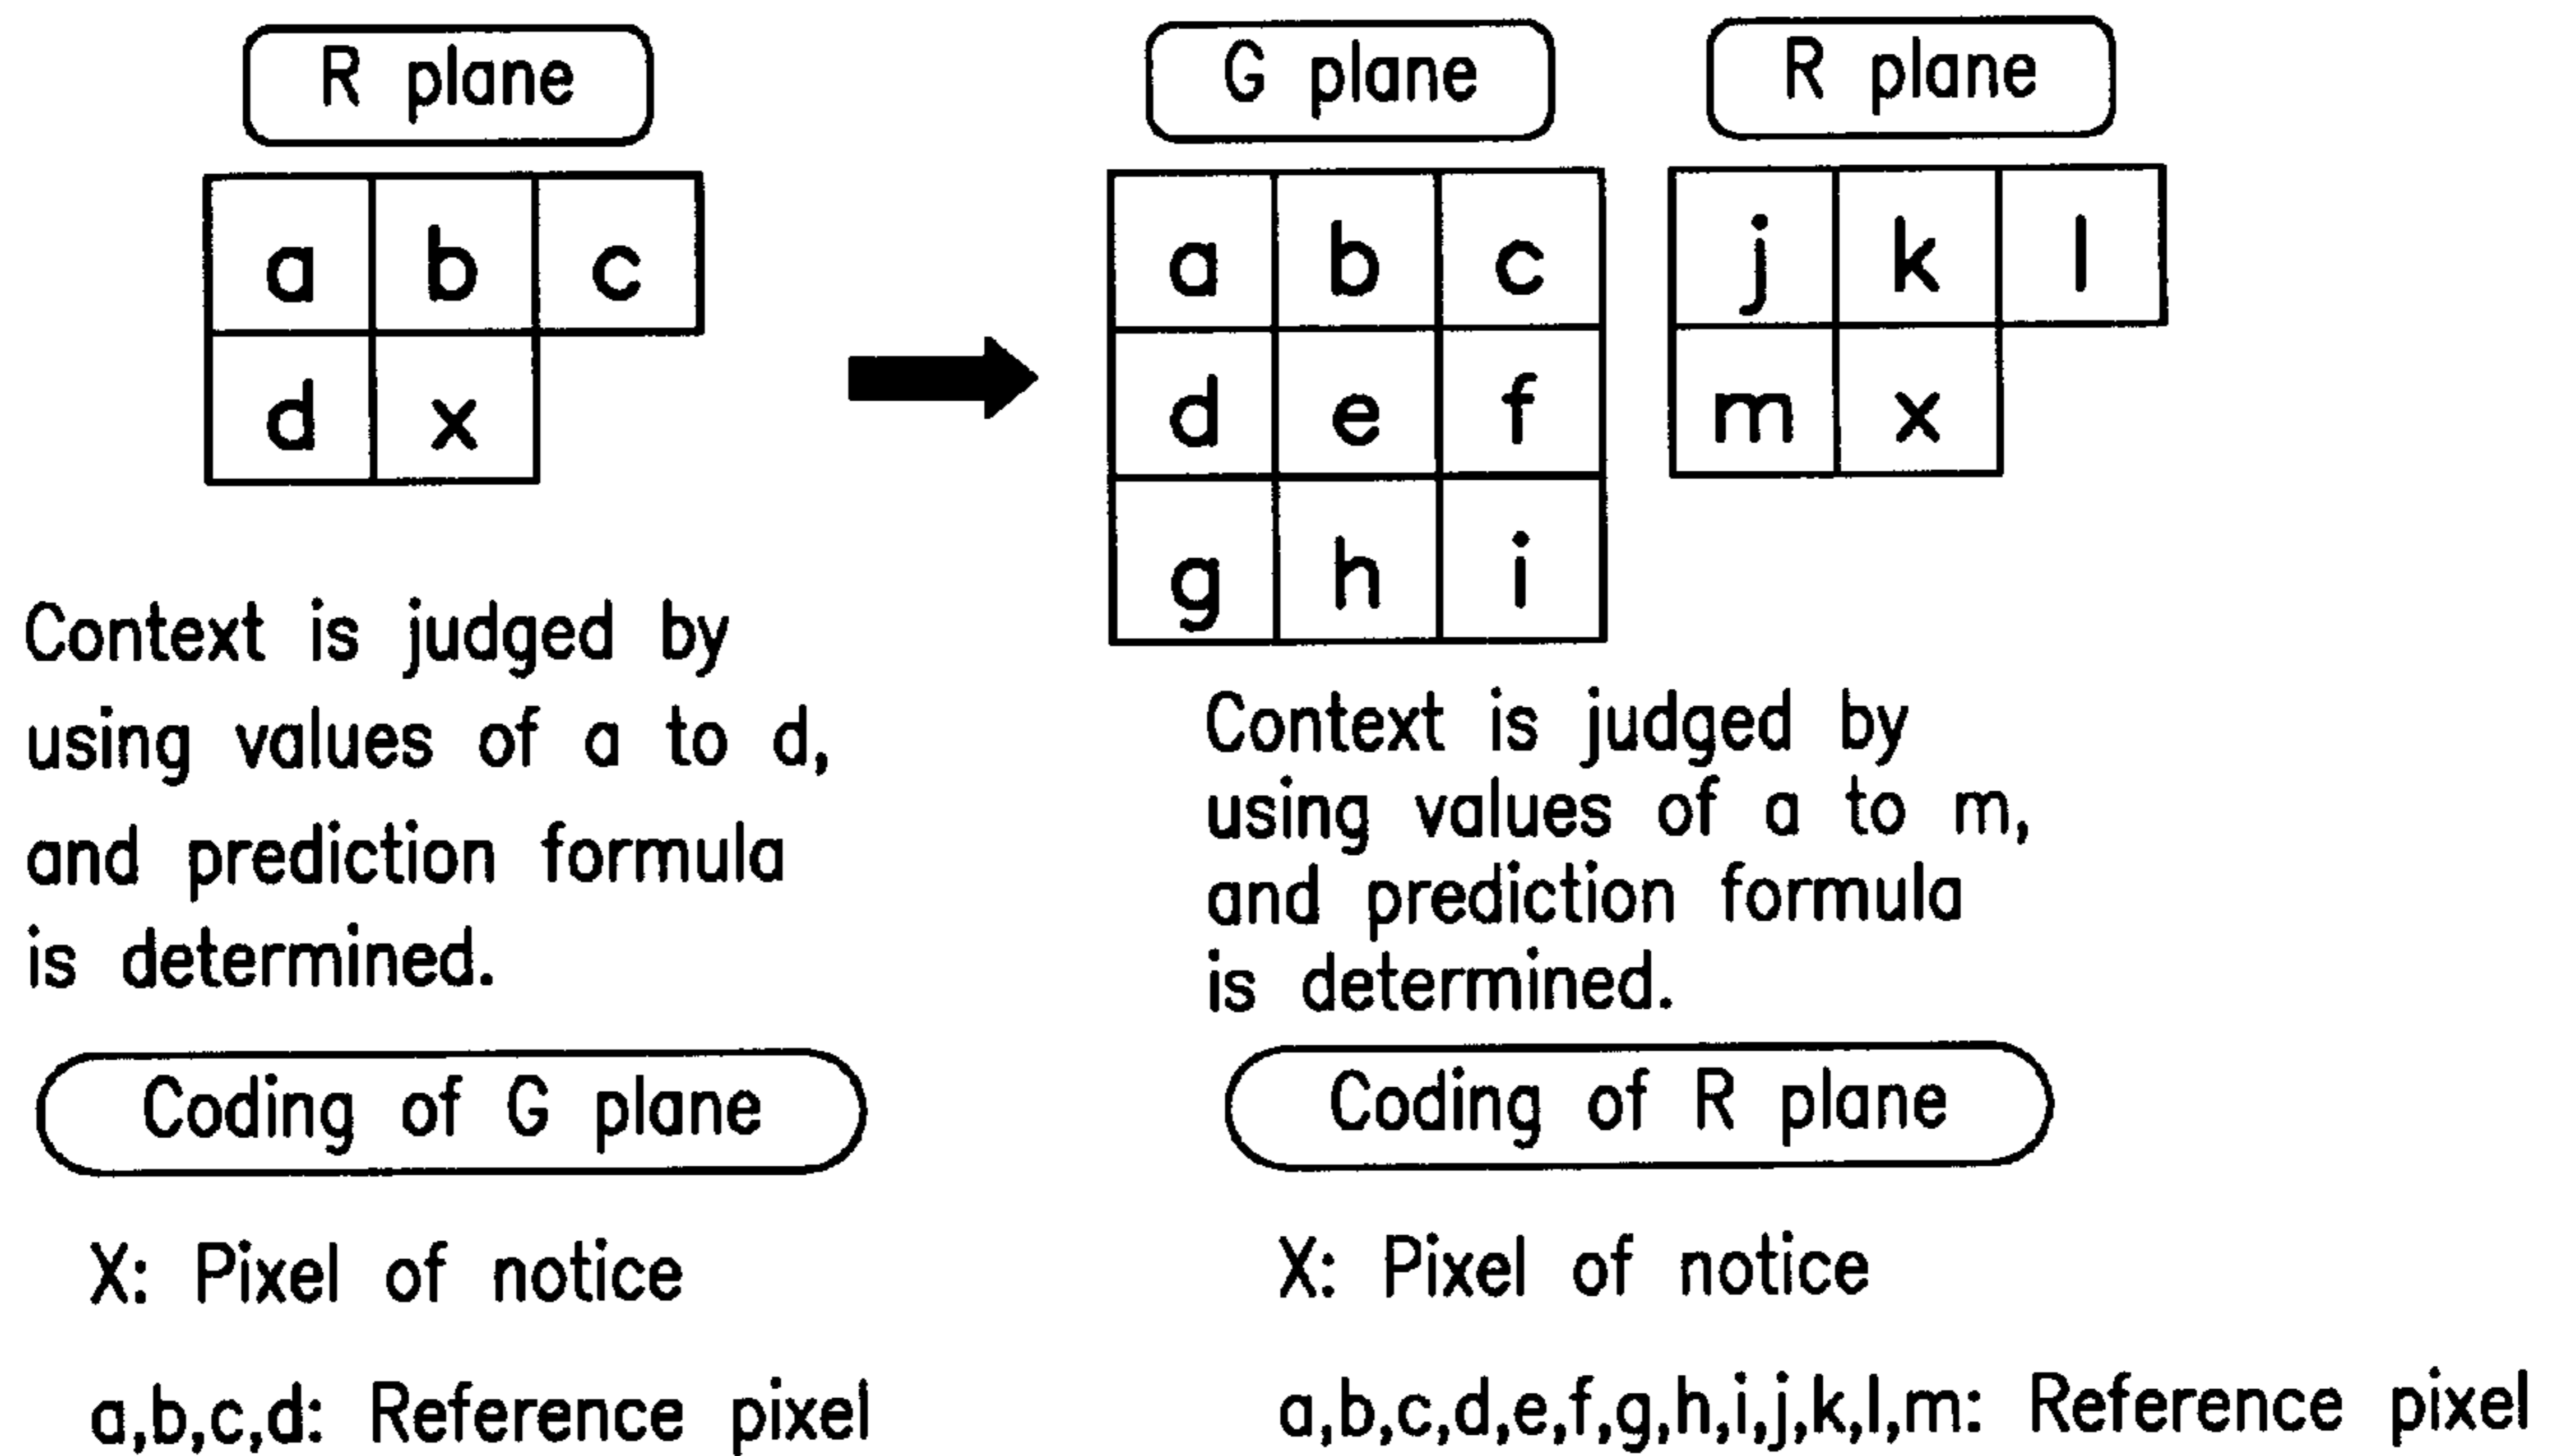 R plane
a b c
d x
Context is judged by
using values of a to d,
and prediction formula
is determined.
Coding of G plane
X: Pixel of notice
a,b,c,d: Reference pixel
G plane
a b c
d e f
g h i
R plane
j k l
m x
Context is judged by
using values of a to m,
and prediction formula
is determined.
Coding of R plane
X: Pixel of notice
a,b,c,d,e,f,g,h,i,j,k,l,m: Reference pixel